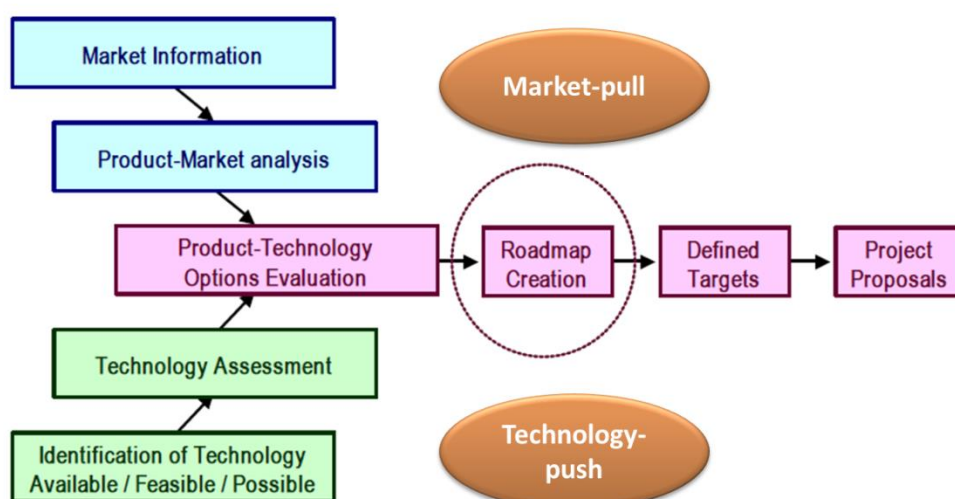 Market Information
Market-pull
Product-Market analysis
Product-Technology
Options Evaluation
Roadmap
Creation
Defined
Targets
Project
Proposals
Technology Assessment
Technology-
push
Identification of Technology
Available / Feasible / Possible